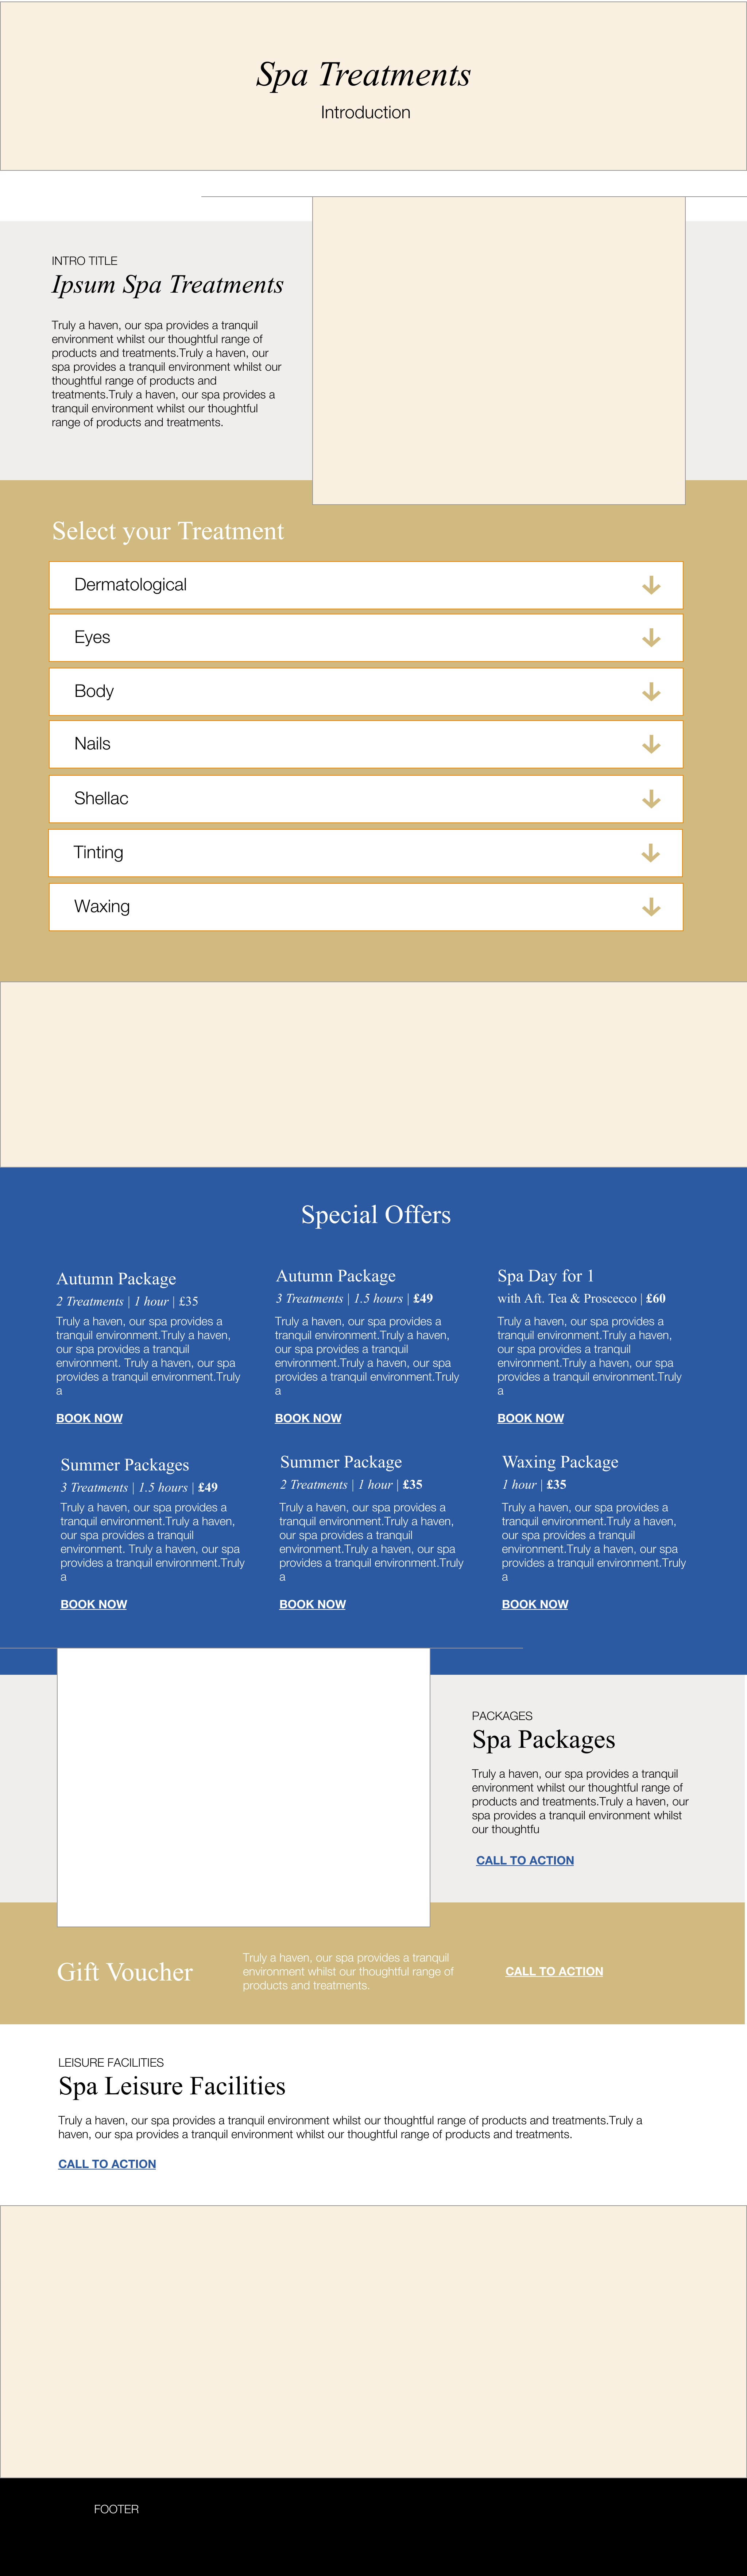 Spa Treatments
Introduction
INTRO TITLE
Ipsum Spa Treatments
Truly a haven, our spa provides a tranquil
environment whilst our thoughtful range of
products and treatments.Truly a haven, our
spa provides a tranquil environment whilst our
thoughtful range of products and
treatments.Truly a haven, our spa provides a
tranquil environment whilst our thoughtful
range of products and treatments.
Select your Treatment
Dermatological
Eyes
Body
Nails
Shellac
Tinting
Waxing
Special Offers
Autumn Package
2 Treatments | 1 hour | £35
Truly a haven, our spa provides a
tranquil environment.Truly a haven,
our spa provides a tranquil
environment. Truly a haven, our spa
provides a tranquil environment.Truly
a
BOOK NOW
Autumn Package
3 Treatments | 1.5 hours | £49
Truly a haven, our spa provides a
tranquil environment.Truly a haven,
our spa provides a tranquil
environment.Truly a haven, our spa
provides a tranquil environment.Truly
a
BOOK NOW
Spa Day for 1
with Aft. Tea & Proscecco | £60
Truly a haven, our spa provides a
tranquil environment.Truly a haven,
our spa provides a tranquil
environment.Truly a haven, our spa
provides a tranquil environment.Truly
a
BOOK NOW
Summer Packages
3 Treatments | 1.5 hours | £49
Truly a haven, our spa provides a
tranquil environment.Truly a haven,
our spa provides a tranquil
environment. Truly a haven, our spa
provides a tranquil environment.Truly
a
BOOK NOW
Summer Package
2 Treatments | 1 hour | £35
Truly a haven, our spa provides a
tranquil environment.Truly a haven,
our spa provides a tranquil
environment.Truly a haven, our spa
provides a tranquil environment.Truly
a
BOOK NOW
Waxing Package
1 hour | £35
Truly a haven, our spa provides a
tranquil environment.Truly a haven,
our spa provides a tranquil
environment.Truly a haven, our spa
provides a tranquil environment.Truly
a
BOOK NOW
PACKAGES
Spa Packages
Truly a haven, our spa provides a tranquil
environment whilst our thoughtful range of
products and treatments.Truly a haven, our
spa provides a tranquil environment whilst
our thoughtfu
CALL TO ACTION
Gift Voucher
Truly a haven, our spa provides a tranquil
environment whilst our thoughtful range of
products and treatments.
CALL TO ACTION
LEISURE FACILITIES
Spa Leisure Facilities
Truly a haven, our spa provides a tranquil environment whilst our thoughtful range of products and treatments.Truly a
haven, our spa provides a tranquil environment whilst our thoughtful range of products and treatments.
CALL TO ACTION
FOOTER